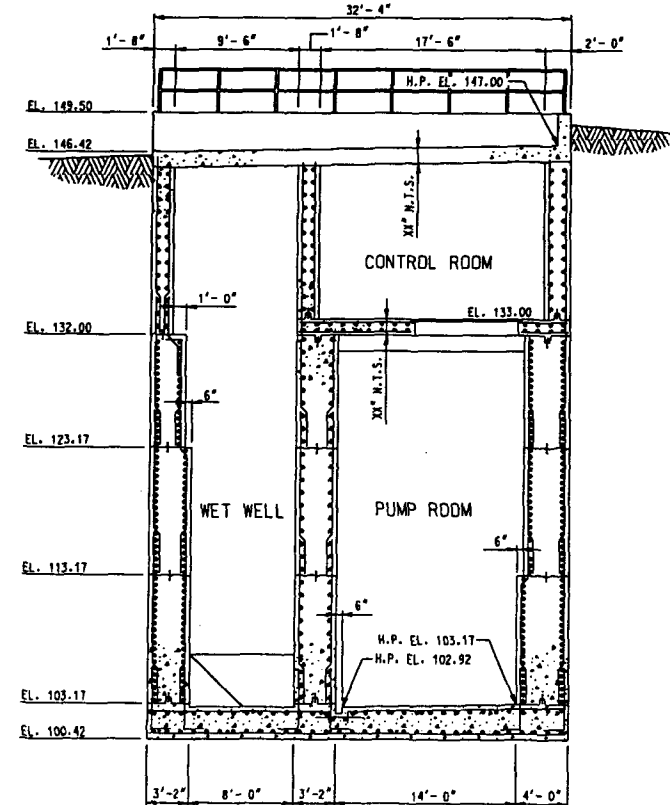 32'-4"
1'-8"
9'-6"
1'-8"
17'-6"
2'-0"
H.P. EL. 147.00
EL. 149.50
EL. 146.42
XX" N.T.S.
CONTROL ROOM
1'-0"
EL. 133.00
EL. 132.00
XX" N.T.S.
6"
EL. 123.17
WET WELL
PUMP ROOM
6"
EL. 113.17
6"
H.P. EL. 103.17
H.P. EL. 102.92
EL. 103.17
EL. 100.42
3'-2"
8'-0"
3'-2"
14'-0"
4'-0"